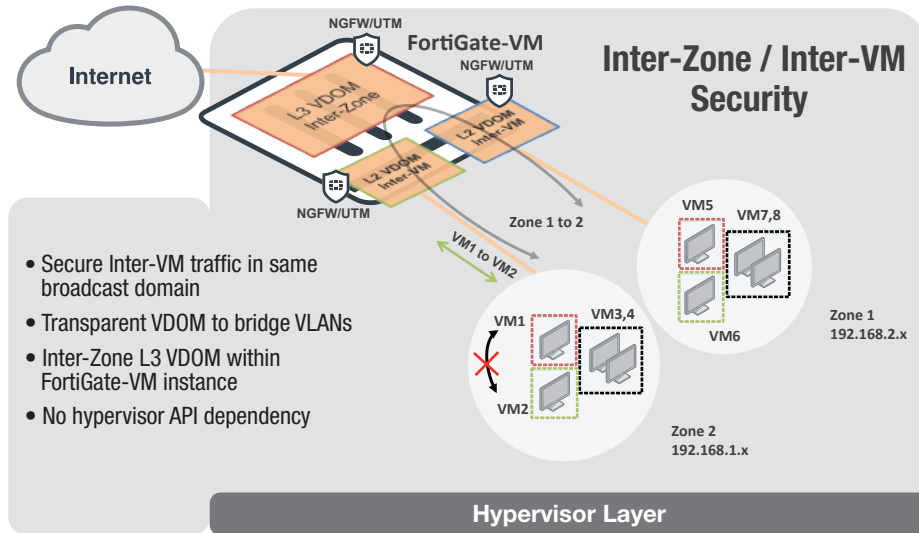 NGFW/UTM
FortiGate-VM
NGFW/UTM
Inter-Zone / Inter-VM
Security
Internet
L3 VDOM
Inter-Zone
L2 VDOM
Inter-VM
L2 VDOM
Inter-VM
NGFW/UTM
Zone 1 to 2
VM1 to VM2
VM5
VM7,8
VM6
Zone 1
192.168.2.x
• Secure Inter-VM traffic in same
broadcast domain
• Transparent VDOM to bridge VLANs
• Inter-Zone L3 VDOM within
FortiGate-VM instance
• No hypervisor API dependency
VM1
VM3,4
VM2
Zone 2
192.168.1.x
Hypervisor Layer